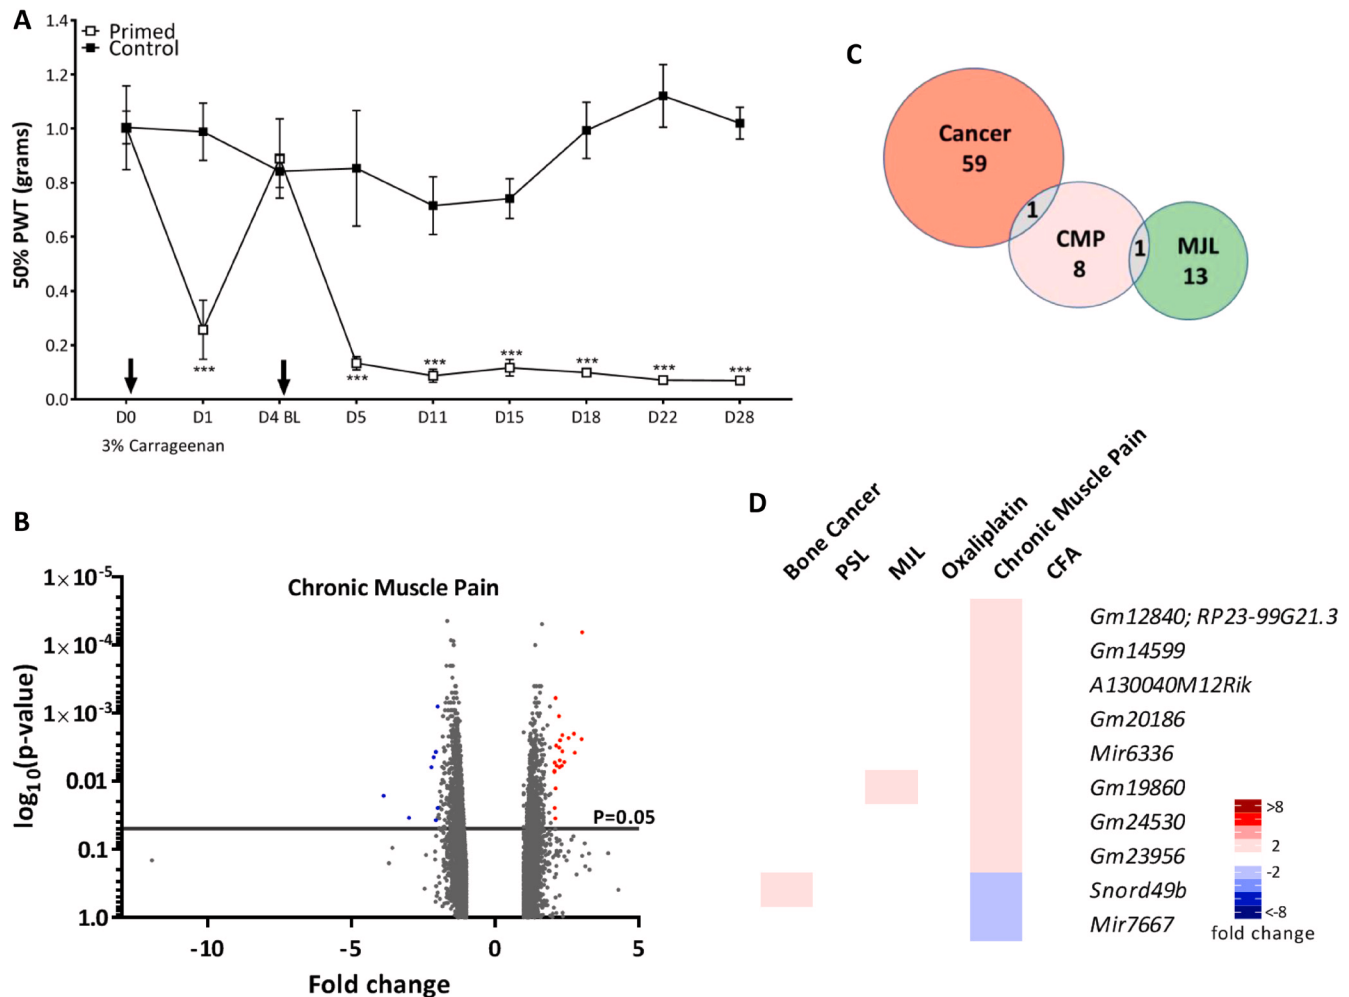 A
1.4
Primed
Control
1.2
1.0
0.8
0.6
0.4
0.2
0.0
50% PWT (grams)
***
***
***
***
***
***
***
D0
D1
D4 BL
D5
D11
D15
D18
D22
D28
3% Carrageenan
C
Cancer
59
1
CMP
8
1
MJL
13
B
Chronic Muscle Pain
1×10⁻⁵
1×10⁻⁴
1×10⁻³
0.01
0.1
1.0
log₁₀(p-value)
P=0.05
-10
-5
0
5
Fold change
D
Bone Cancer
PSL
MJL
Oxaliplatin
Chronic Muscle Pain
CFA
Gm12840; RP23-99G21.3
Gm14599
A130040M12Rik
Gm20186
Mir6336
Gm19860
Gm24530
Gm23956
Snord49b
Mir7667
>8
2
-2
<-8
fold change